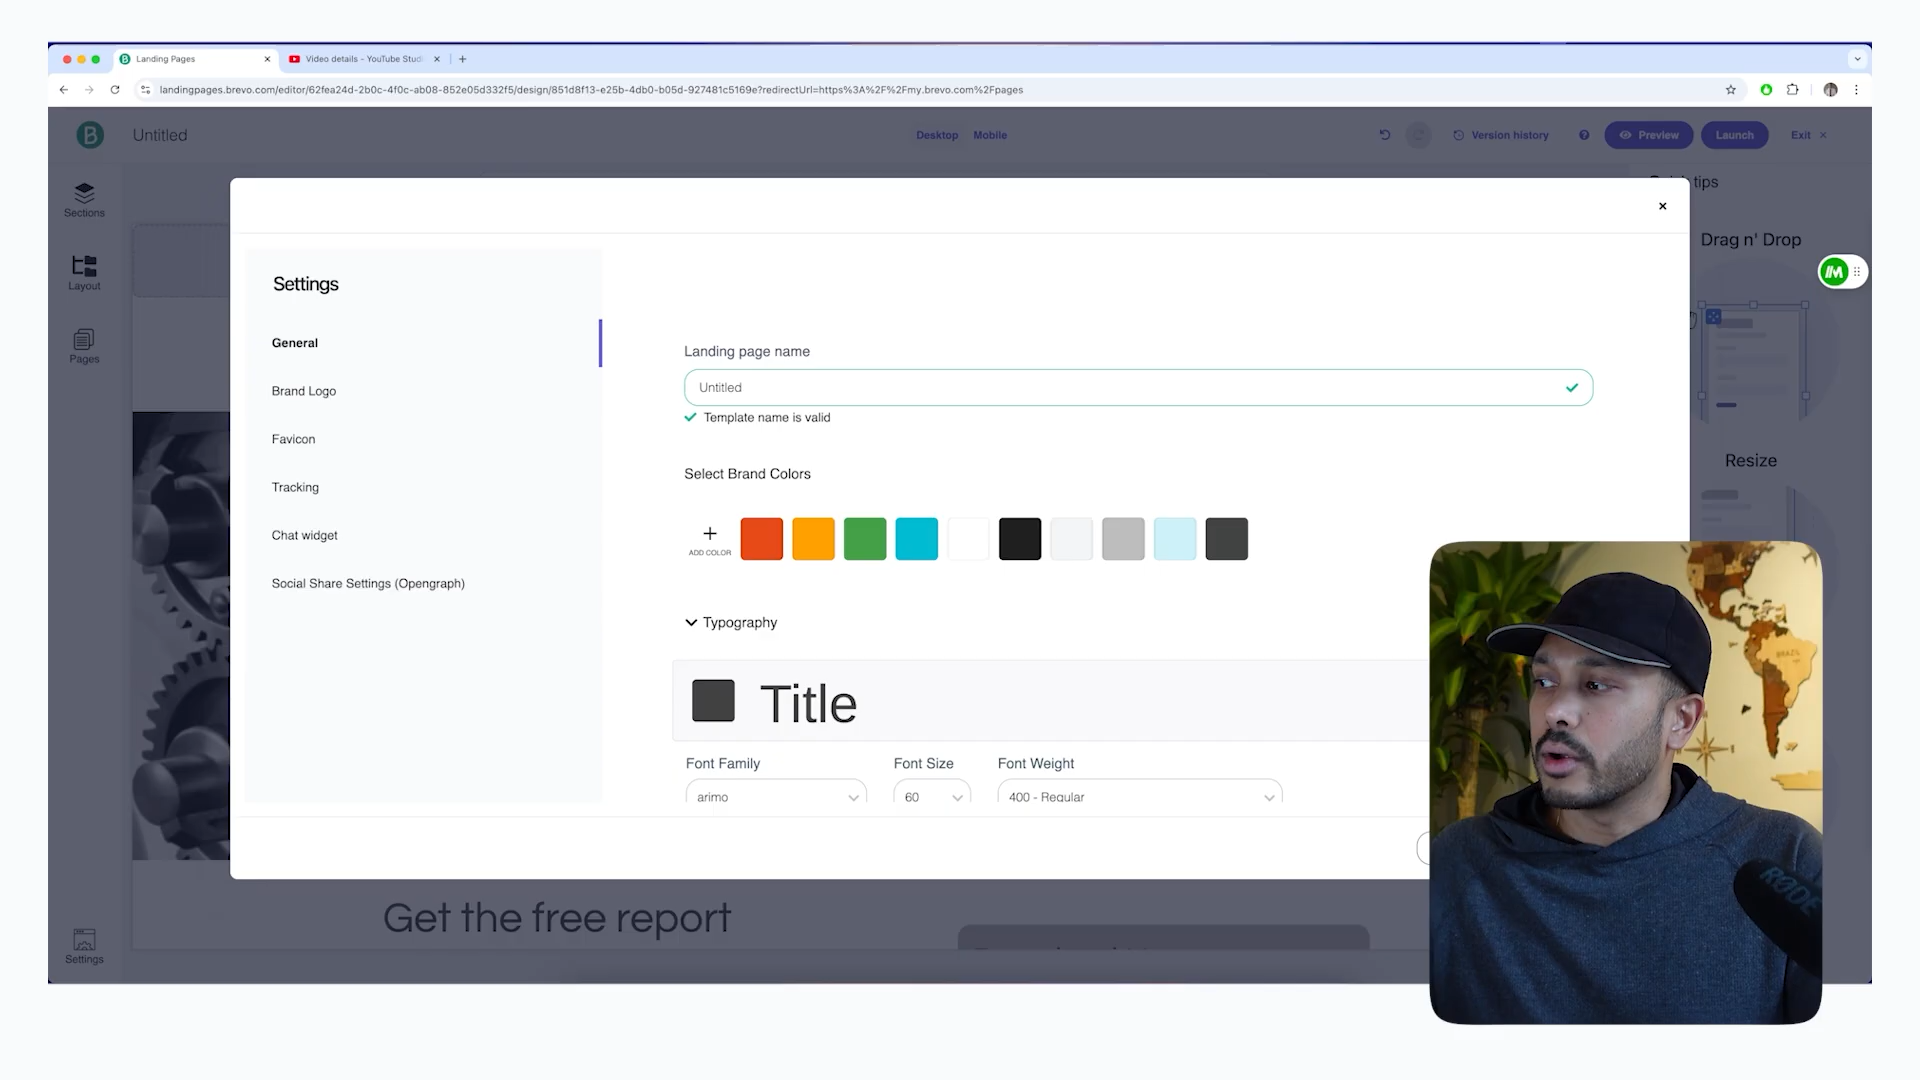 Landing Pages
Video details - YouTube Stud
landingpages.brevo.com/editor/62fea24d-2b0c-4f0c-ab08-852e05d332f5/design/851d8f13-e25b-4db0-b05d-927481c5169e?redirectUrl=https%3A%2F%2Fmy.brevo.com%2Fpages
B
Untitled
Desktop
Mobile
Version history
Preview
Launch
Exit
Sections
Layout
Pages
Settings
tips
Drag n' Drop
Resize
Settings
General
Brand Logo
Favicon
Tracking
Chat widget
Social Share Settings (Opengraph)
Landing page name
Untitled
Template name is valid
Select Brand Colors
ADD COLOR
Typography
Title
Font Family
Font Size
Font Weight
arimo
60
400 - Regular
Get the free report
BRAZIL
RØDE